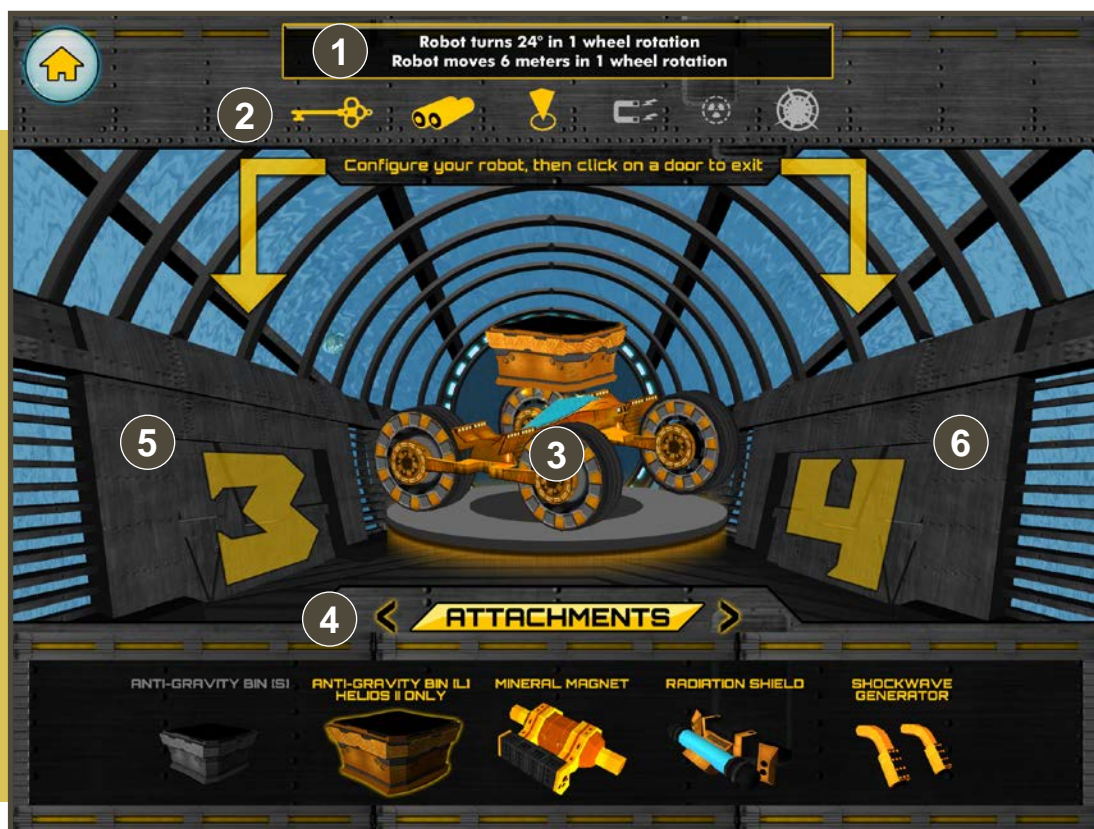 1
Robot turns 24° in 1 wheel rotation
Robot moves 6 meters in 1 wheel rotation
2
Configure your robot, then click on a door to exit
3
5
6
3
4
4
< ATTACHMENTS >
ANTI-GRAVITY BIN [S]
ANTI-GRAVITY BIN [L]
HELIOS II ONLY
MINERAL MAGNET
RADIATION SHIELD
SHOCKWAVE
GENERATOR